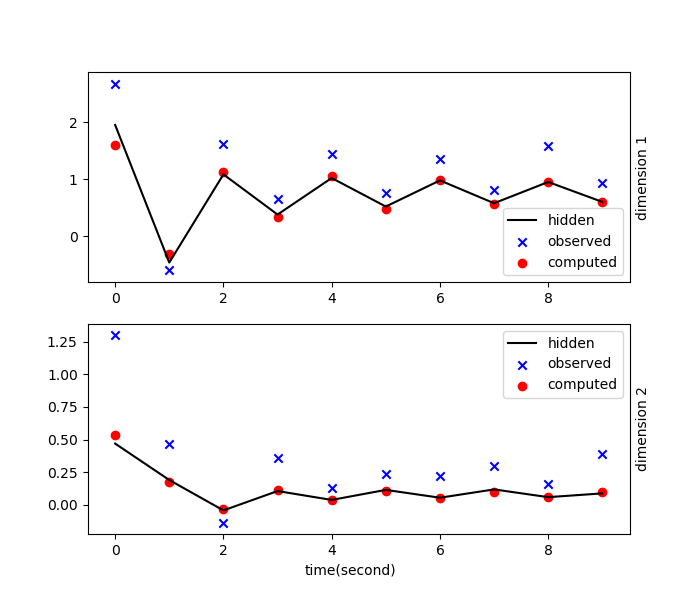 2
1
0
0
2
4
6
8
hidden
observed
computed
dimension 1
1.25
1.00
0.75
0.50
0.25
0.00
0
2
4
6
8
hidden
observed
computed
dimension 2
time(second)